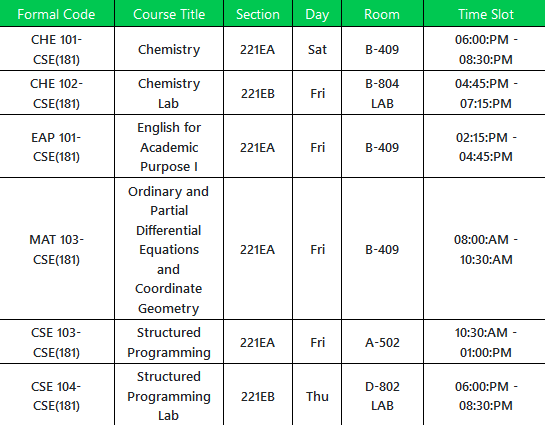 Formal Code Course Title Section Day Room Time Slot
CHE 101-
CSE(181)
Chemistry
221EA
Sat
B-409
06:00:PM -
08:30:PM
CHE 102-
CSE(181)
Chemistry
Lab
221EB
Fri
B-804
LAB
04:45:PM -
07:15:PM
EAP 101-
CSE(181)
English for
Academic
Purpose I
221EA
Fri
B-409
02:15:PM -
04:45:PM
MAT 103-
CSE(181)
Ordinary and
Partial
Differential
Equations
and
Coordinate
Geometry
221EA
Fri
B-409
08:00:AM -
10:30:AM
CSE 103-
CSE(181)
Structured
Programming
221EA
Fri
A-502
10:30:AM -
01:00:PM
CSE 104-
CSE(181)
Structured
Programming
Lab
221EB
Thu
D-802
LAB
06:00:PM -
08:30:PM